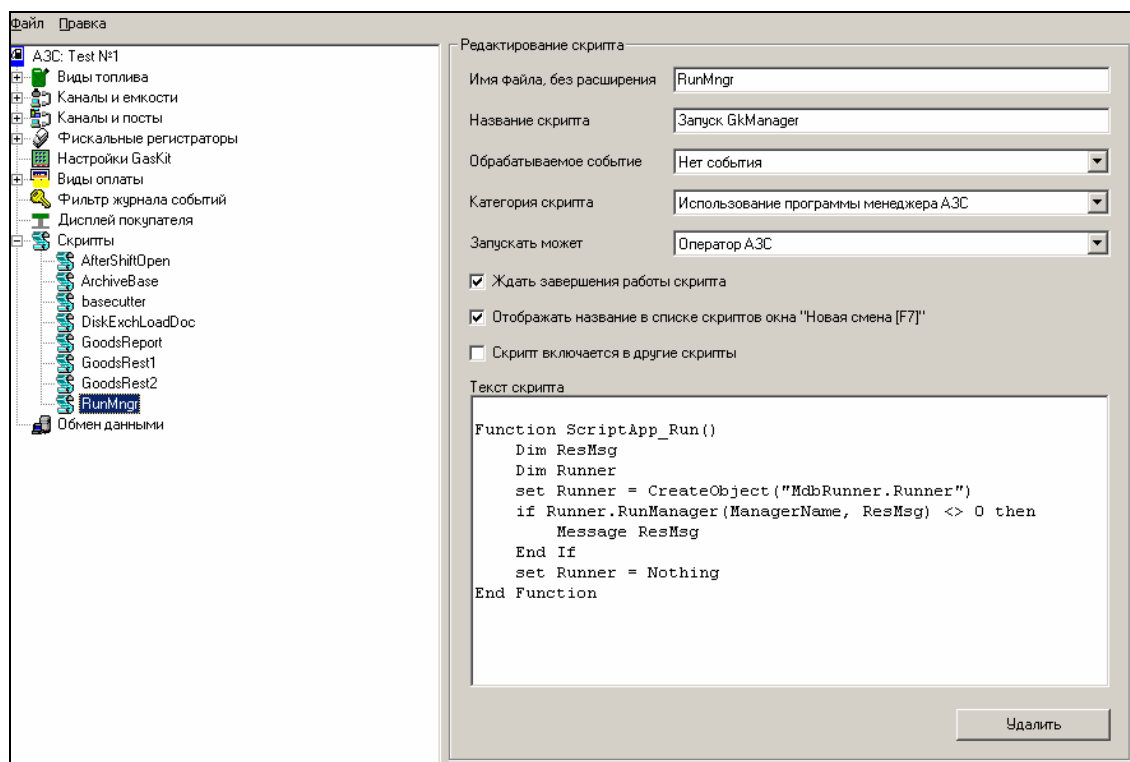 Файл Правка
АЗС: Test №1
Виды топлива
Каналы и емкости
Каналы и посты
Фискальные регистраторы
Настройки GasKit
Виды оплаты
Фильтр журнала событий
Дисплей покупателя
Скрипты
AfterShiftOpen
ArchiveBase
basecutter
DiskExchLoadDoc
GoodsReport
GoodsRest1
GoodsRest2
RunMngr
Обмен данными
Редактирование скрипта
Имя файла, без расширения RunMngr
Название скрипта Запуск GkManager
Обрабатываемое событие Нет события
Категория скрипта Использование программы менеджера АЗС
Запускать может Оператор АЗС
Ждать завершения работы скрипта
Отображать название в списке скриптов окна "Новая смена [F7]"
Скрипт включается в другие скрипты
Текст скрипта
Function ScriptApp_Run()
Dim ResMsg
Dim Runner
set Runner = CreateObject("MdbRunner.Runner")
if Runner.RunManager(ManagerName, ResMsg) <> 0 then
Message ResMsg
End If
set Runner = Nothing
End Function
Удалить